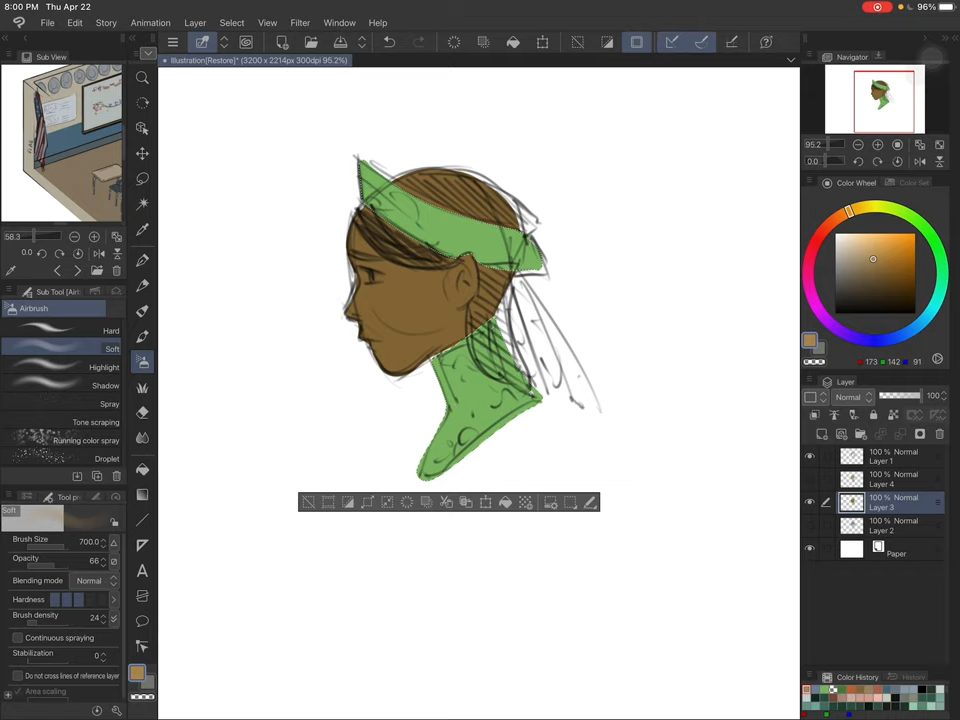 8:00 PM Thu Apr 22
96%
File Edit Story Animation Layer Select View Filter Window Help
Sub View
Illustration[Restore]* (3200 x 2214px 300dpi 95.2%)
Navigator
95.2
0.0
58.3
0.0
Color Wheel
Color Set
Sub Tool [Air
Airbrush
Hard
Soft
Highlight
Shadow
Spray
Tone scraping
Running color spray
Droplet
173 142 91
Layer
Normal 100
100 % Normal
Layer 1
100 % Normal
Layer 4
100 % Normal
Layer 3
100 % Normal
Layer 2
Paper
Tool pr
Soft
Brush Size 700.0
Opacity 66
Blending mode Normal
Hardness
Brush density 24
Continuous spraying
Stabilization 0
Do not cross lines of reference layer
Area scaling
A
Color History
History